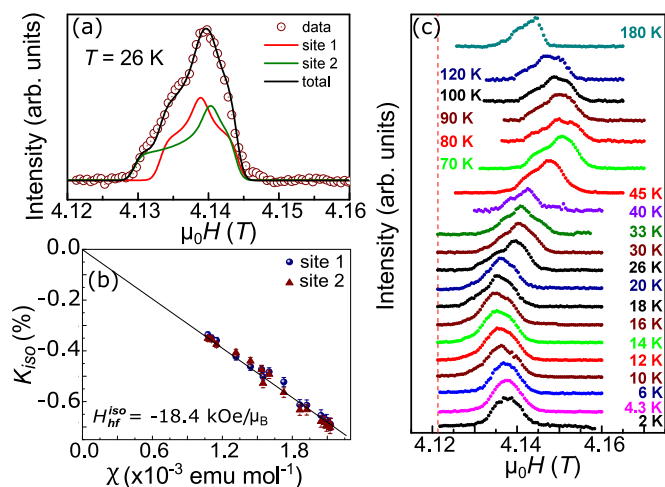 (a)
T = 26 K
data
site 1
site 2
total
Intensity (arb. units)
4.12 4.13 4.14 4.15 4.16
μ₀H (T)
(b)
site 1
site 2
0.0
-0.2
-0.4
-0.6
K_iso (%)
H_hf^iso = -18.4 kOe/μ_B
0.0 0.6 1.2 1.8
χ (x10⁻³ emu mol⁻¹)
(c)
Intensity (arb. units)
180 K
120 K
100 K
90 K
80 K
70 K
45 K
40 K
33 K
30 K
26 K
20 K
18 K
16 K
14 K
12 K
10 K
6 K
4.3 K
2 K
4.12 4.14 4.16
μ₀H (T)